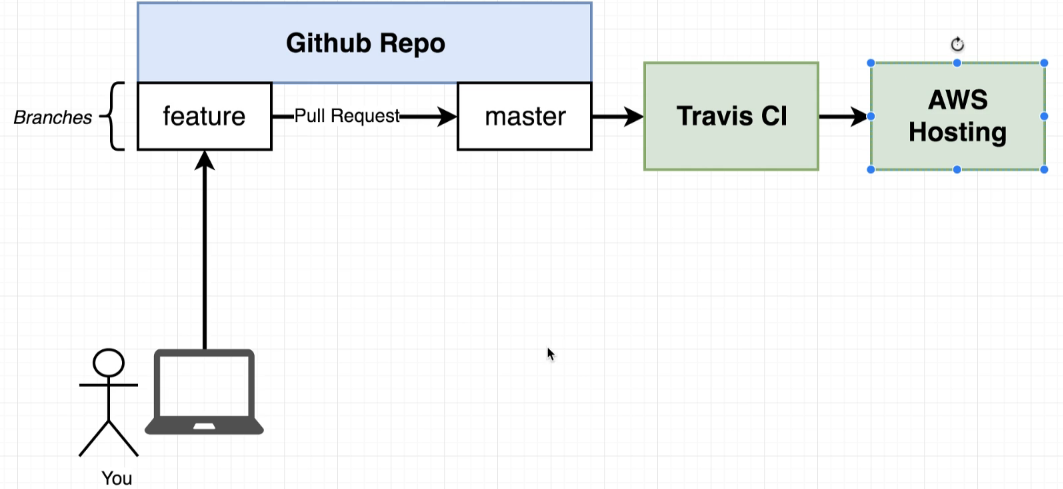 Github Repo
Branches
feature
Pull Request
master
Travis CI
AWS
Hosting
You